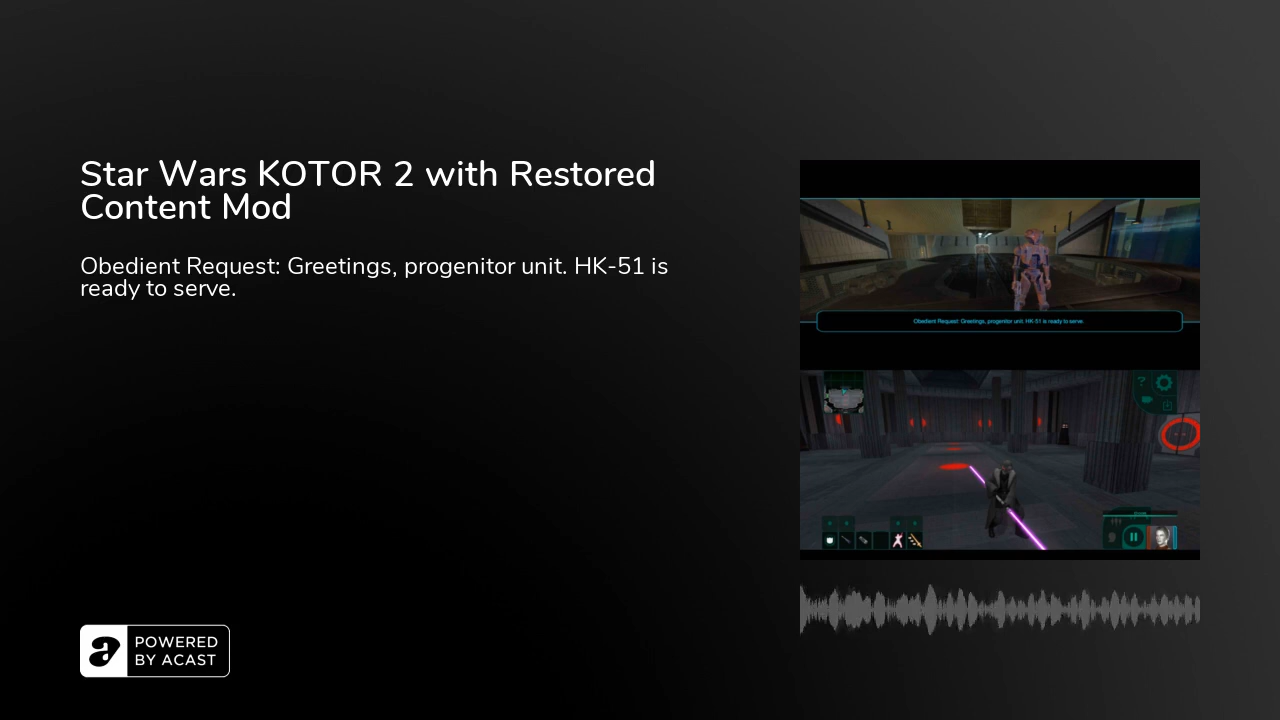 Star Wars KOTOR 2 with Restored
Content Mod
Obedient Request: Greetings, progenitor unit. HK-51 is
ready to serve.
Obedient Request: Greetings, progenitor unit. HK-51 is ready to serve.
?
a POWERED
BY ACAST